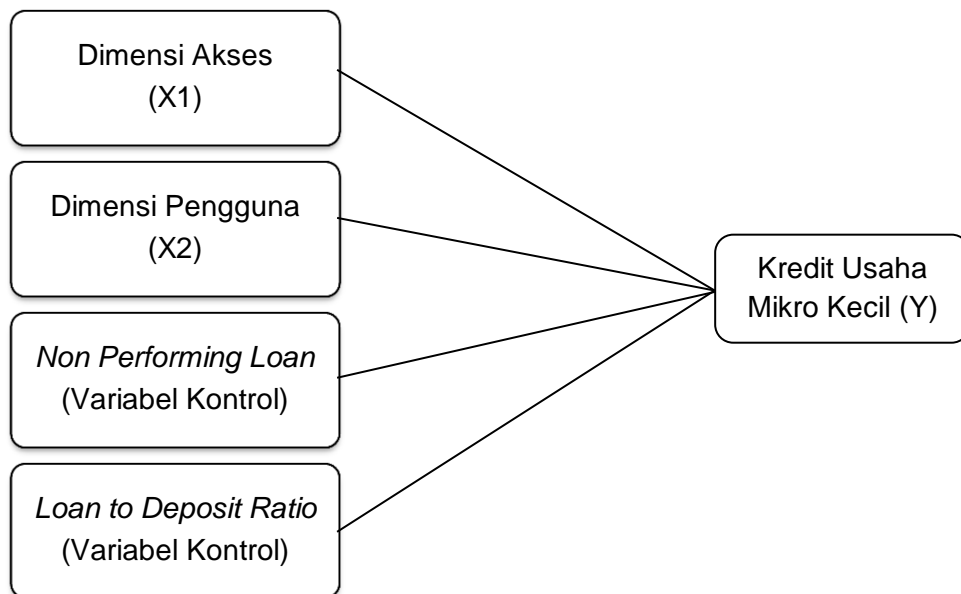 Dimensi Akses
(X1)
Dimensi Pengguna
(X2)
Non Performing Loan
(Variabel Kontrol)
Loan to Deposit Ratio
(Variabel Kontrol)
Kredit Usaha
Mikro Kecil (Y)